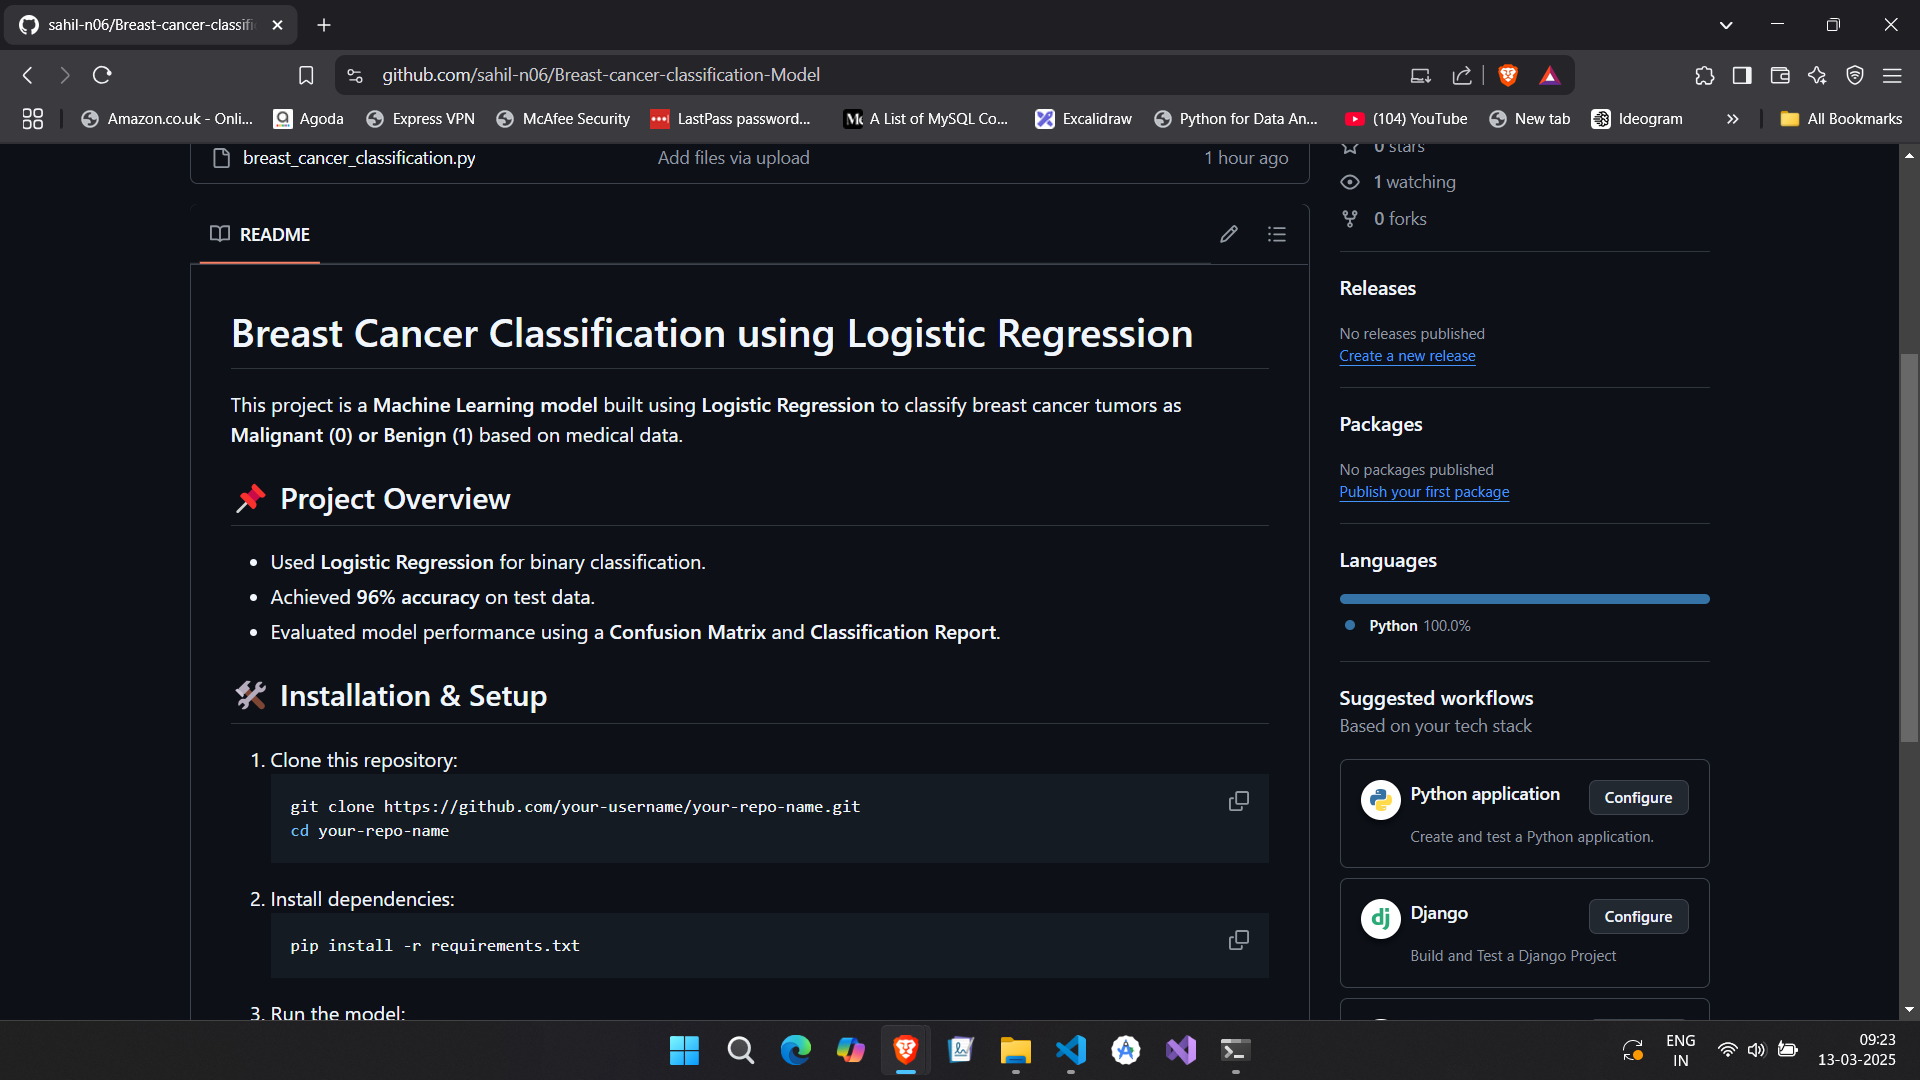 sahil-n06/Breast-cancer-classifi
github.com/sahil-n06/Breast-cancer-classification-Model
Amazon.co.uk - Onli...
Agoda
Express VPN
McAfee Security
LastPass password...
A List of MySQL Co...
Excalidraw
Python for Data An...
(104) YouTube
New tab
Ideogram
All Bookmarks
breast_cancer_classification.py
Add files via upload
1 hour ago
0 stars
1 watching
0 forks
README
Breast Cancer Classification using Logistic Regression
This project is a Machine Learning model built using Logistic Regression to classify breast cancer tumors as
Malignant (0) or Benign (1) based on medical data.
Project Overview
Used Logistic Regression for binary classification.
Achieved 96% accuracy on test data.
Evaluated model performance using a Confusion Matrix and Classification Report.
Installation & Setup
1. Clone this repository:
git clone https://github.com/your-username/your-repo-name.git
cd your-repo-name
2. Install dependencies:
pip install -r requirements.txt
3. Run the model:
Releases
No releases published
Create a new release
Packages
No packages published
Publish your first package
Languages
Python 100.0%
Suggested workflows
Based on your tech stack
Python application
Configure
Create and test a Python application.
dj
Django
Configure
Build and Test a Django Project
ENG
IN
09:23
13-03-2025